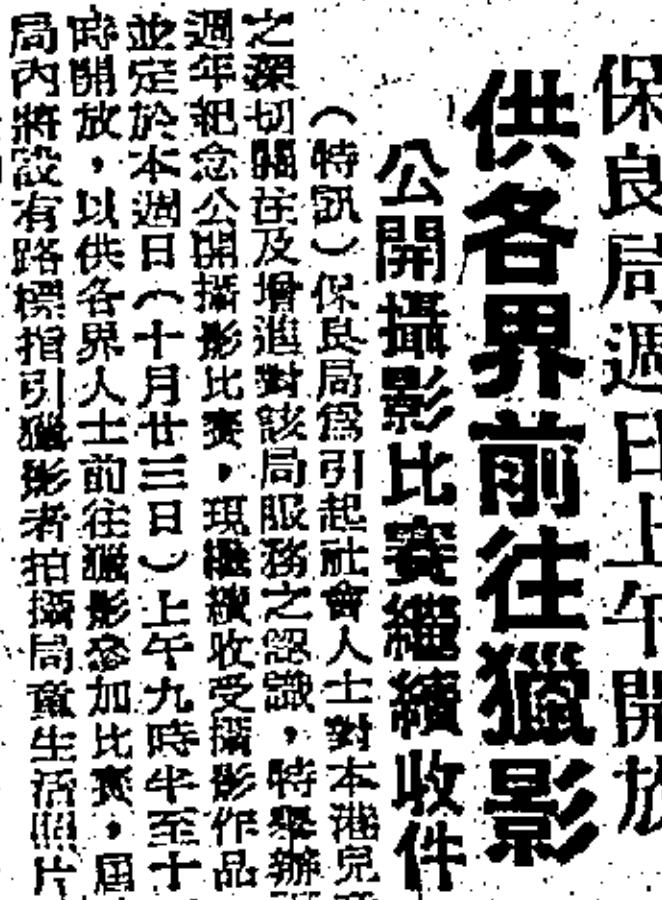 保良局週日上午開放
供各界前往獵影
公開攝影比賽繼續收件
（特訊）保良局為引起社會人士對本港兒
之深切關注及增進對該局服務之認識，特舉辦
週年紀念公開攝影比賽，現繼續收受攝影作品
並定於本週日（十月廿三日）上午九時半至十
時開放，以供各界人士前往獵影參加比賽，屆
局內將設有路標指引獵影者拍攝局童生活照片